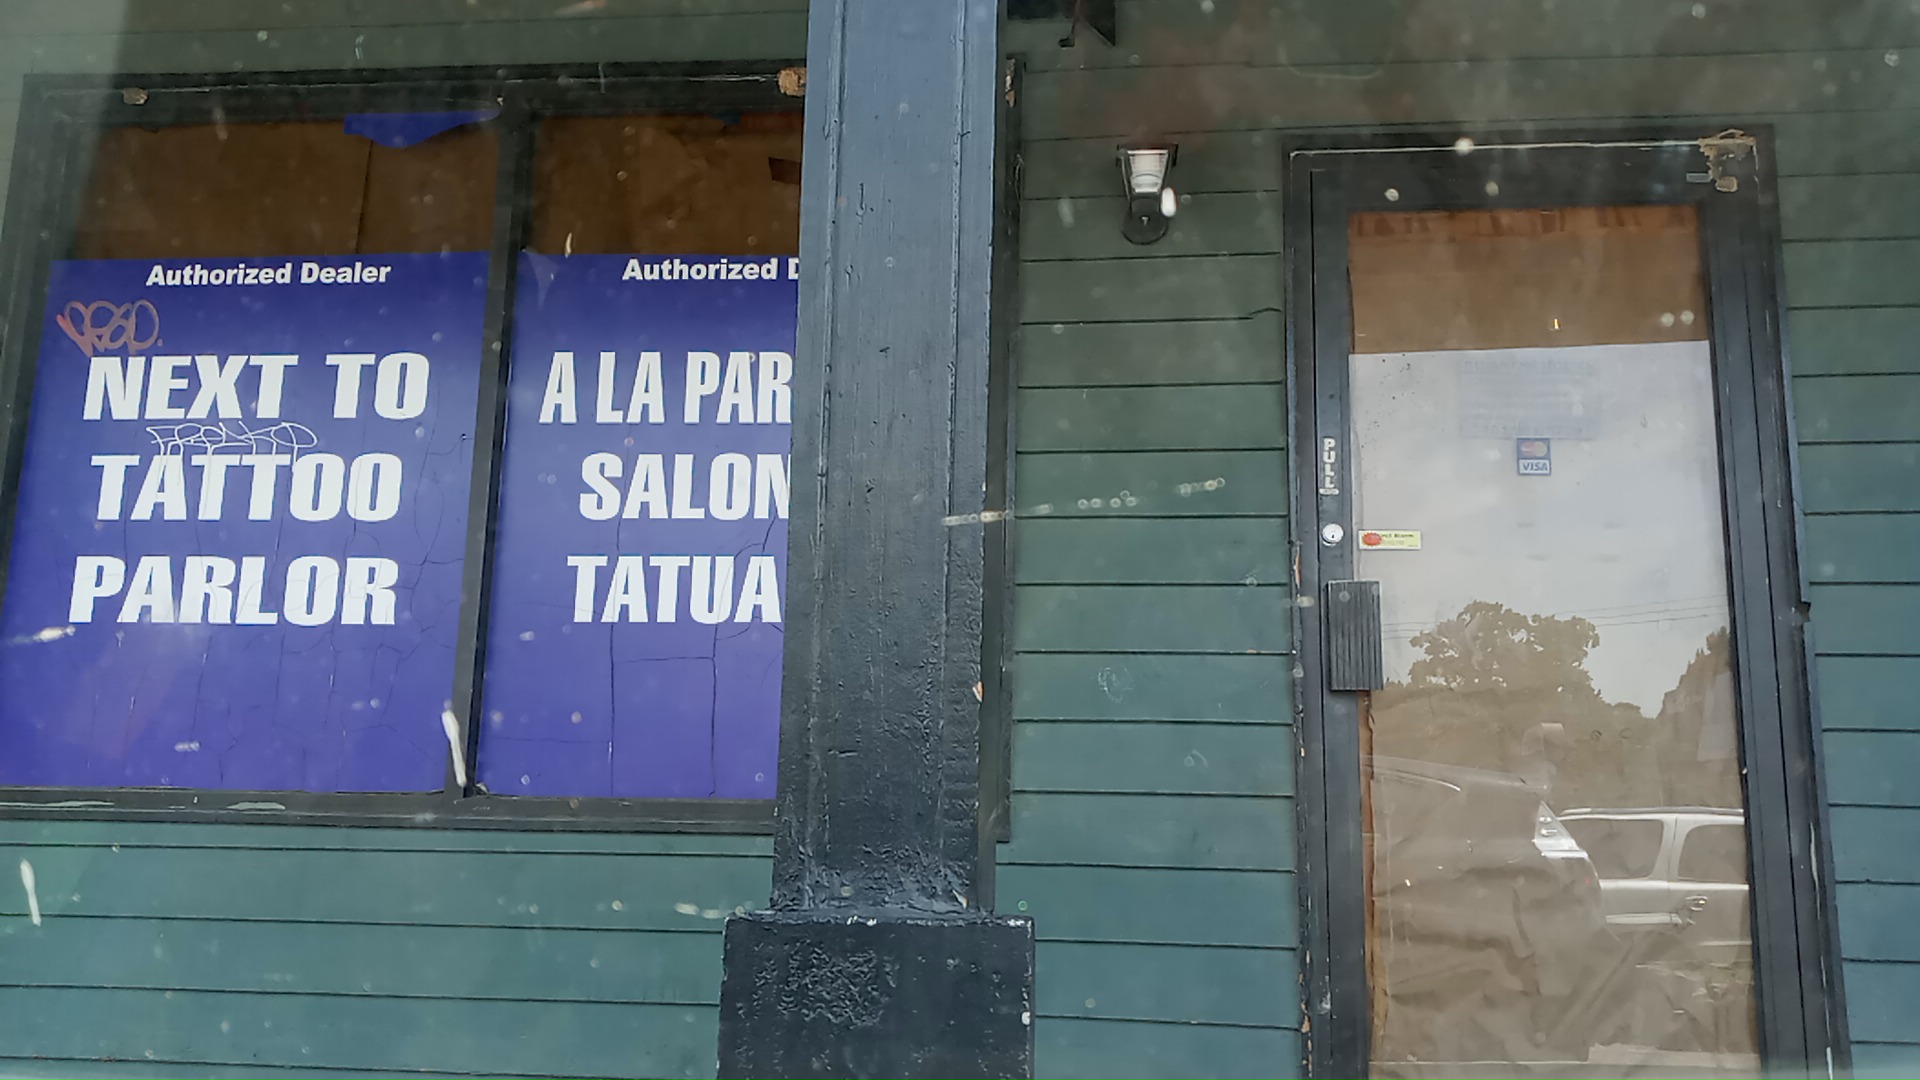 Authorized Dealer
NEXT TO
TATTOO
PARLOR
Authorized D
A LA PAR
SALON
TATUA
PULL
VISA